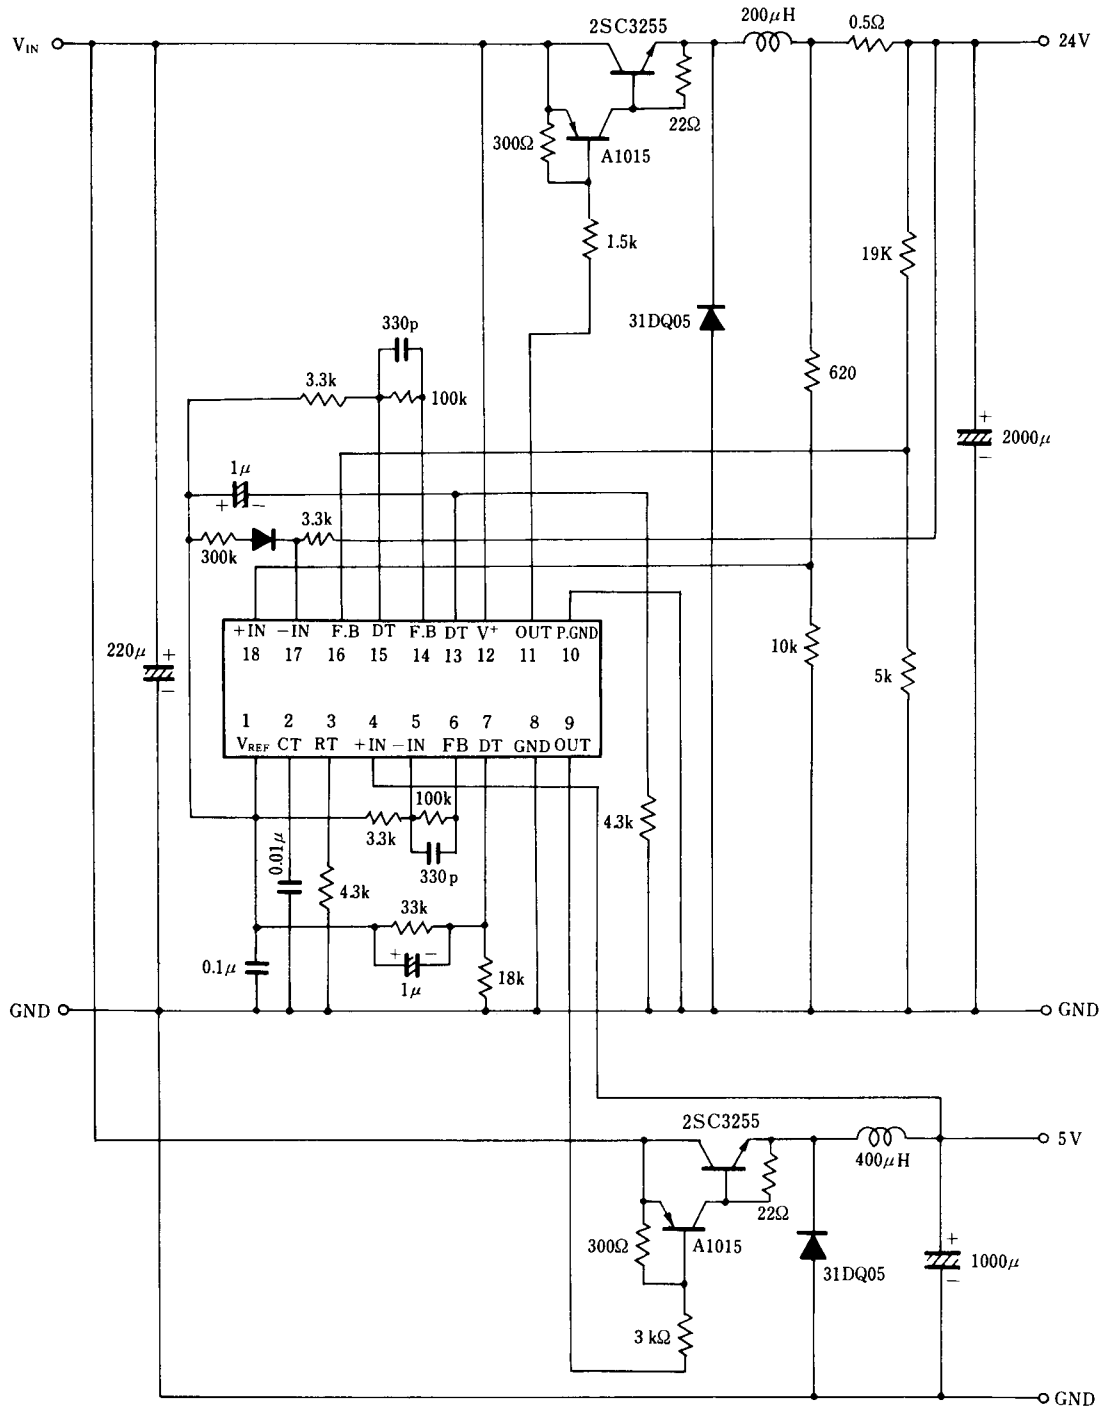 200μH
2SC3255
0.5Ω
VIN
24V
22Ω
300Ω
A1015
1.5k
19K
31DQ05
330p
3.3k
100k
620
+
2000μ
−
1μ
+ −
3.3k
300k
+IN −IN F.B DT F.B DT V+ OUT P.GND
18 17 16 15 14 13 12 11 10
10k
220μ
+
−
5k
1 2 3 4 5 6 7 8 9
VREF CT RT +IN −IN FB DT GND OUT
100k
3.3k
4.3k
0.01μ
330p
4.3k
33k
+ −
0.1μ
1μ
18k
GND
GND
2SC3255
5V
400μH
22Ω
300Ω
A1015
+
1000μ
−
31DQ05
3 kΩ
GND